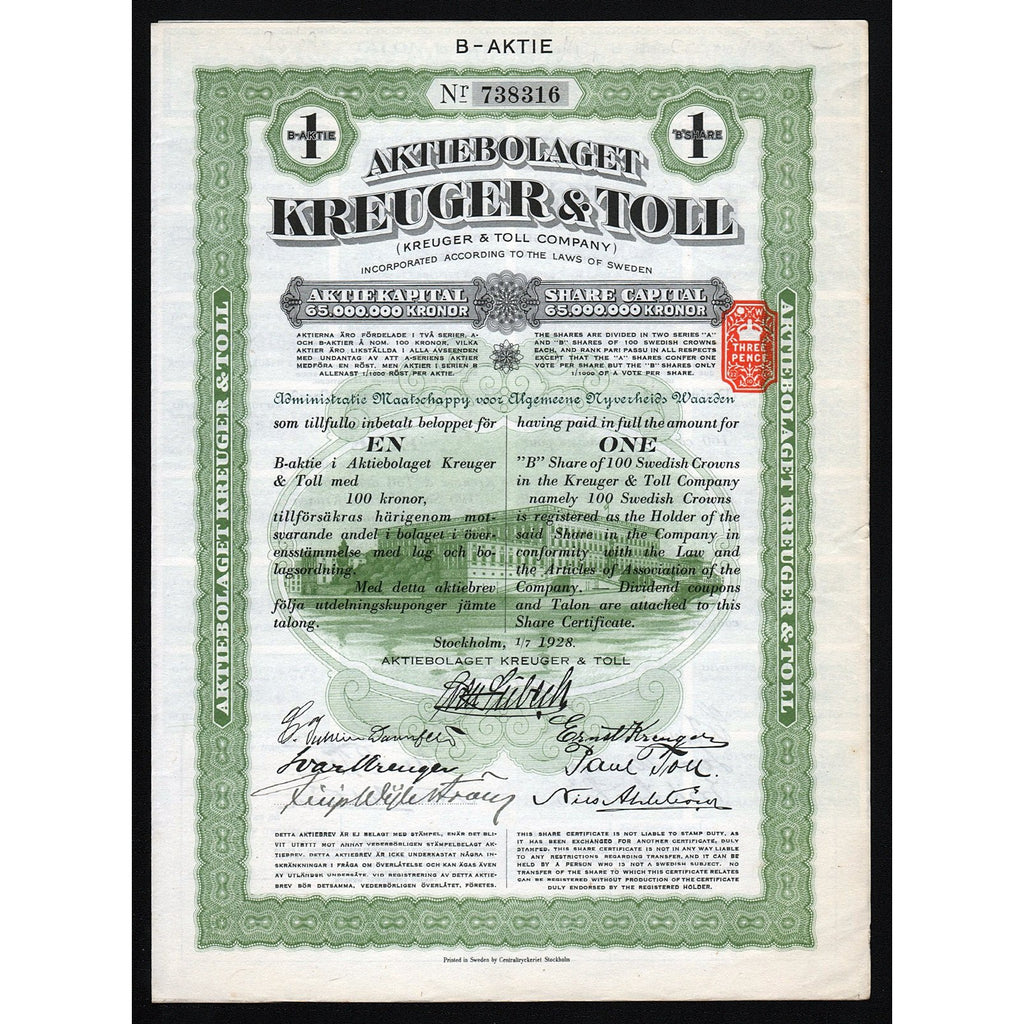 B-AKTIE
Nr 738316
1
B-AKTIE
1
"B" SHARE
AKTIEBOLAGET
KREUGER & TOLL
(KREUGER & TOLL COMPANY)
INCORPORATED ACCORDING TO THE LAWS OF SWEDEN
AKTIEKAPITAL
65.000.000 KRONOR
SHARE CAPITAL
65.000.000 KRONOR
AKTIERNA ÄRO FÖRDELADE I TVÅ SERIER, A-
OCH B-AKTIER Å NOM. 100 KRONOR, VILKA
AKTIER ÄRO LIKSTÄLLDA I ALLA AVSEENDEN
MED UNDANTAG AV ATT A-SERIENS AKTIER
MEDFÖRA EN RÖST, MEN AKTIER I SERIEN B
ALLENAST 1/1000 RÖST PER AKTIE.
THE SHARES ARE DIVIDED IN TWO SERIES "A"
AND "B" SHARES OF 100 SWEDISH CROWNS
EACH, AND RANK PARI PASSU IN ALL RESPECTS
EXCEPT THAT THE "A" SHARES CONFER ONE
VOTE PER SHARE BUT THE "B" SHARES ONLY
1/1000 OF A VOTE PER SHARE.
THREE
PENCE
Administratie Maatschappy voor Algemeene Nyverheids Waarden
som tillfullo inbetalt beloppet för
EN
B-aktie i Aktiebolaget Kreuger
& Toll med
100 kronor,
tillförsäkras härigenom mot-
svarande andel i bolaget i över-
ensstämmelse med lag och bo-
lagsordning.
Med detta aktiebrev
följa utdelningskuponger jämte
talong.
having paid in full the amount for
ONE
"B" Share of 100 Swedish Crowns
in the Kreuger & Toll Company
namely 100 Swedish Crowns
is registered as the Holder of the
said Share in the Company in
conformity with the Law and
the Articles of Association of the
Company. Dividend coupons
and Talon are attached to this
Share Certificate.
Stockholm, 1/7 1928.
AKTIEBOLAGET KREUGER & TOLL
Ernst Kreuger
Ivar Kreuger
Paul Toll.
Nils Ahlström
DETTA AKTIEBREV ÄR EJ BELAGT MED STÄMPEL, ENÄR DET BLI-
VIT UTBYTT MOT ANNAT VEDERBÖRLIGEN STÄMPELBELAGT AK-
TIEBREV. DETTA AKTIEBREV ÄR ICKE UNDERKASTAT NÅGRA IN-
SKRÄNKNINGAR I FRÅGA OM ÖVERLÅTELSE OCH KAN ÄGAS ÄVEN
AV UTLÄNDSK UNDERSÅTE. VID REGISTRERING AV DETTA AKTIE-
BREV BÖR DETSAMMA, VEDERBÖRLIGEN ÖVERLÅTET, FÖRETES.
THIS SHARE CERTIFICATE IS NOT LIABLE TO STAMP DUTY, AS
IT HAS BEEN EXCHANGED FOR ANOTHER CERTIFICATE, DULY
STAMPED. THIS SHARE CERTIFICATE IS NOT IN ANY WAY LIABLE
TO ANY RESTRICTIONS REGARDING TRANSFER, AND IT CAN BE
HELD BY A PERSON WHO IS NOT A SWEDISH SUBJECT. NO
TRANSFER OF THE SHARE TO WHICH THIS CERTIFICATE RELATES
CAN BE REGISTERED WITHOUT PRODUCTION OF THE CERTIFICATE
DULY ENDORSED BY THE REGISTERED HOLDER.
AKTIEBOLAGET KREUGER & TOLL
AKTIEBOLAGET KREUGER & TOLL
Printed in Sweden by Centraltryckeriet Stockholm